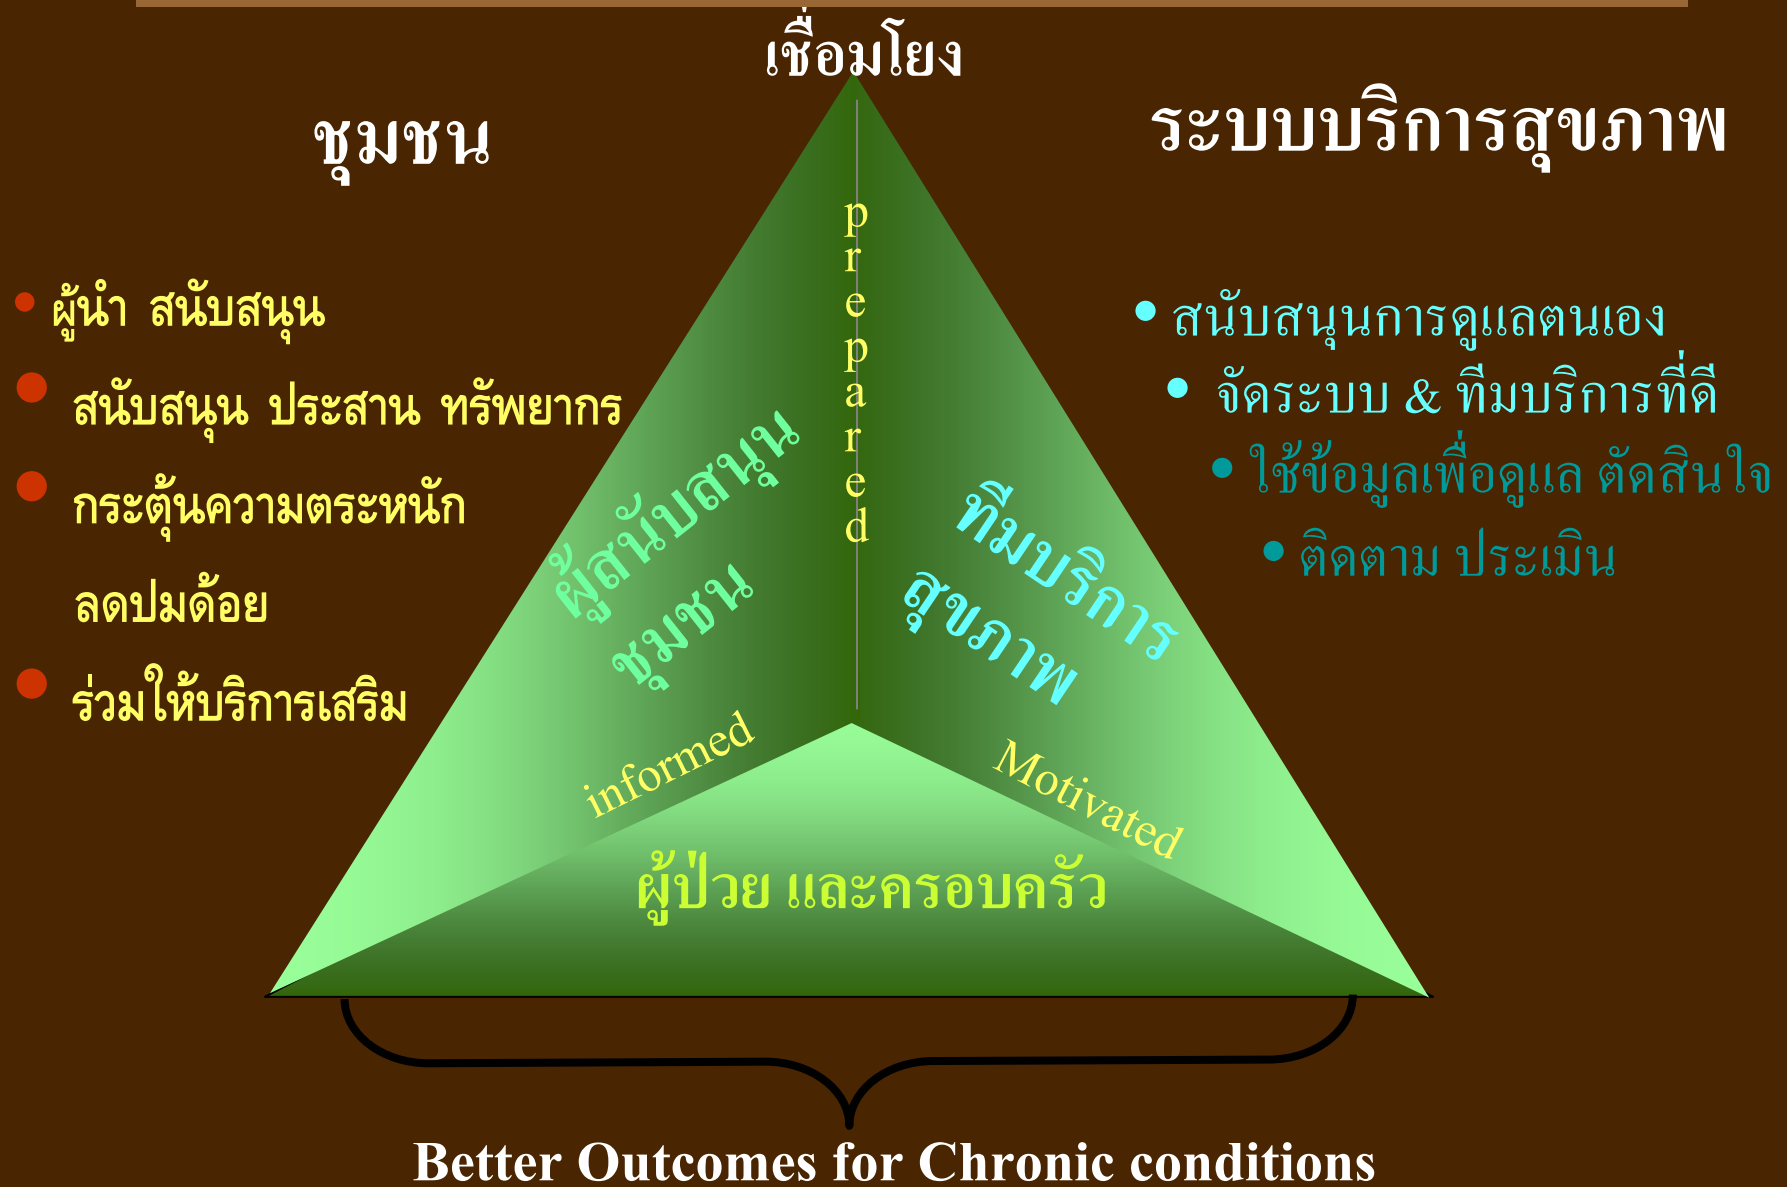 เชื่อมโยง
ชุมชน
ระบบบริการสุขภาพ
• ผู้นำ สนับสนุน
• สนับสนุน ประสาน ทรัพยากร
• กระตุ้นความตระหนัก
ลดปมด้อย
• ร่วมให้บริการเสริม
prepared
ผู้สนับสนุน
ชุมชน
ทีมบริการ
สุขภาพ
• สนับสนุนการดูแลตนเอง
• จัดระบบ & ทีมบริการที่ดี
• ใช้ข้อมูลเพื่อดูแล ตัดสินใจ
• ติดตาม ประเมิน
informed
Motivated
ผู้ป่วย และครอบครัว
Better Outcomes for Chronic conditions